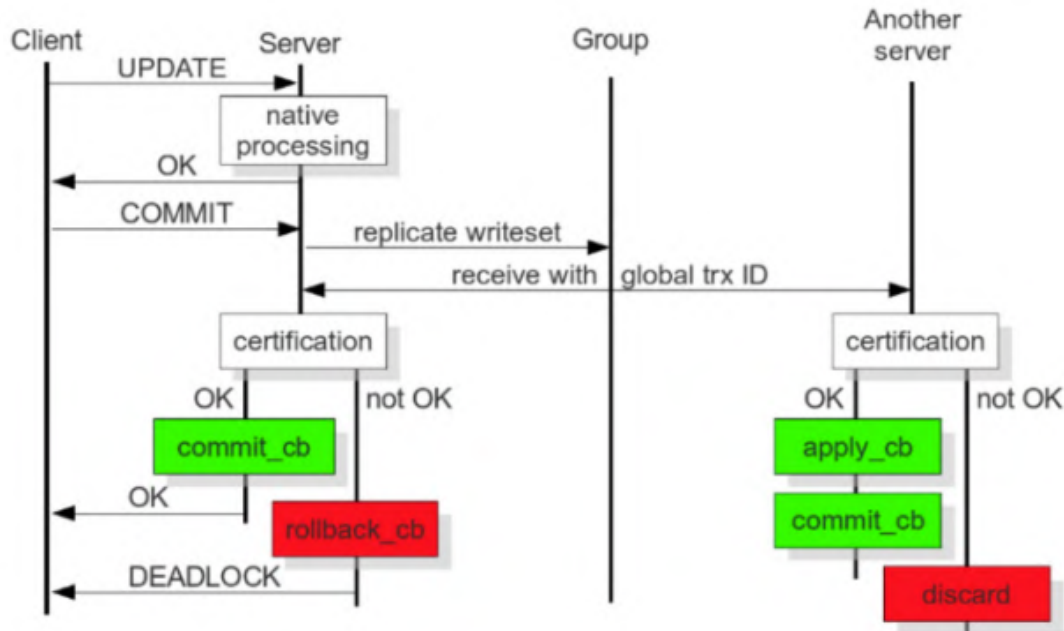 Client
Server
Group
Another
server
UPDATE
native
processing
OK
COMMIT
replicate writeset
receive with global trx ID
certification
certification
OK
not OK
OK
not OK
commit_cb
apply_cb
OK
rollback_cb
commit_cb
DEADLOCK
discard